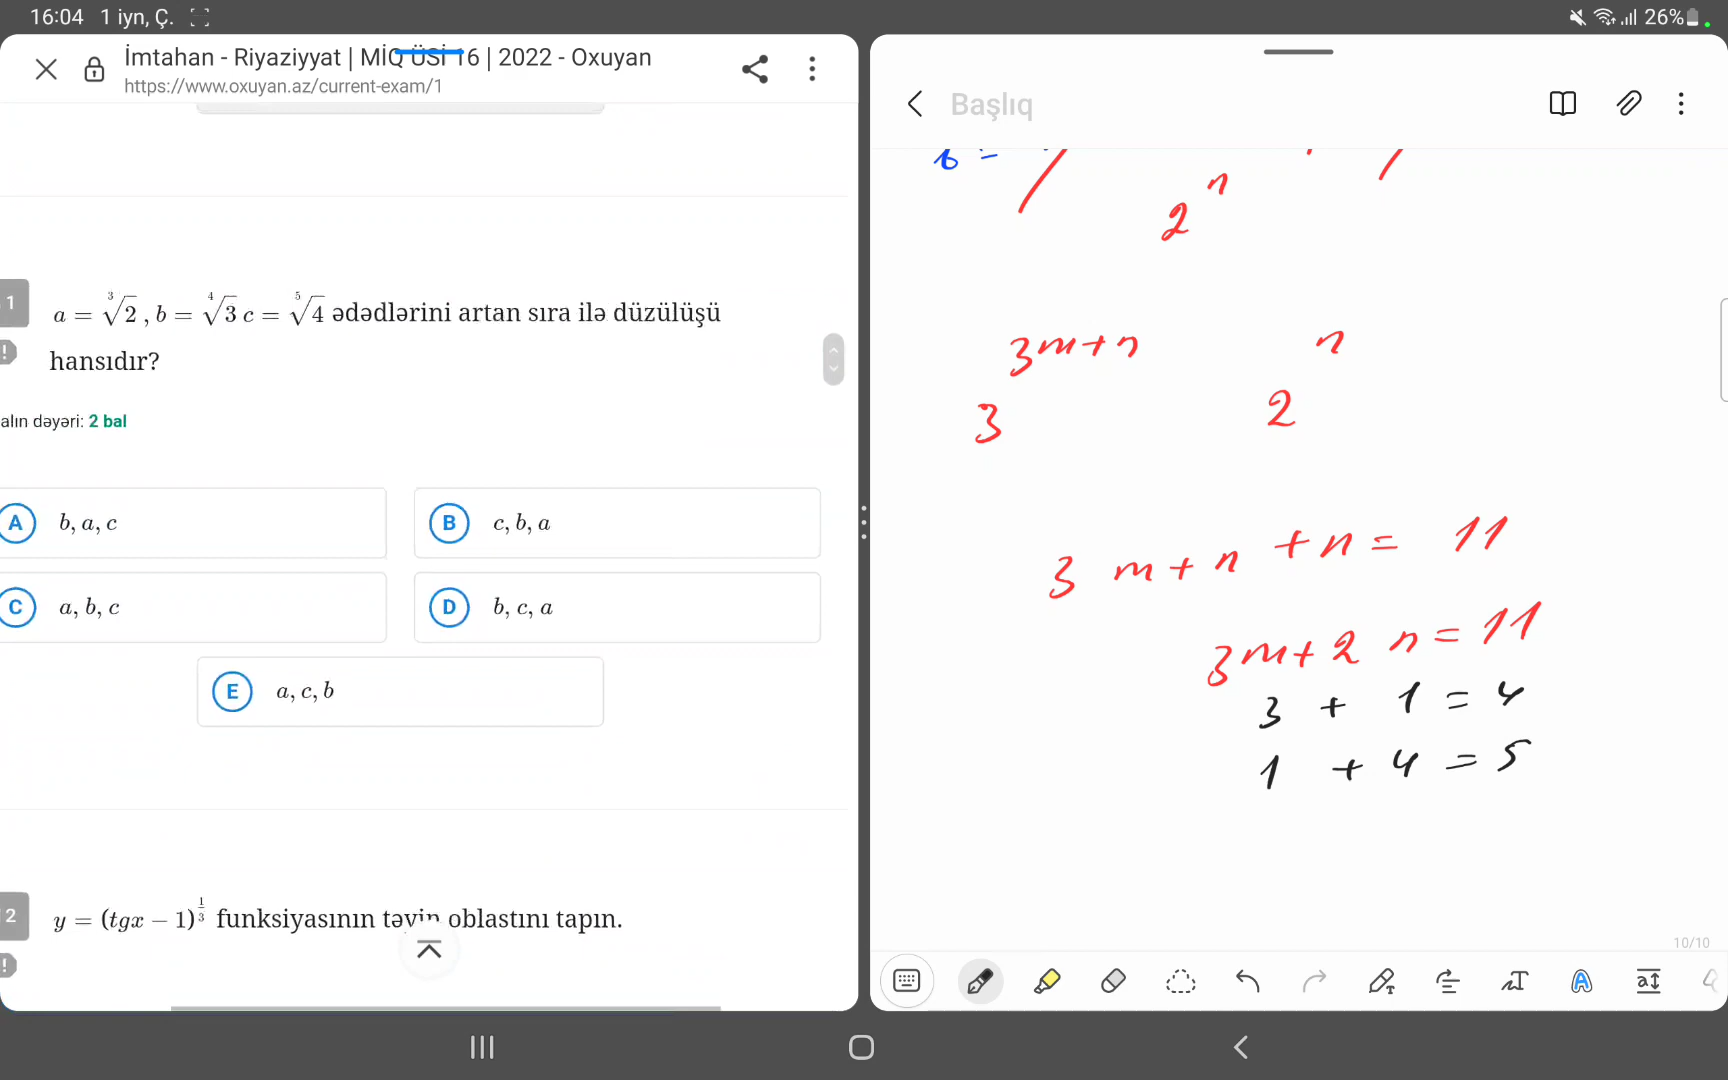 16:04 1 iyn, Ç. 26%
İmtahan - Riyaziyyat | MİQ ÜSİ 16 | 2022 - Oxuyan
https://www.oxuyan.az/current-exam/1
1 a = ∛2 , b = ∜3 c = ⁵√4 ədədlərini artan sıra ilə düzülüşü
hansıdır?
alın dəyəri: 2 bal
A b, a, c
B c, b, a
C a, b, c
D b, c, a
E a, c, b
2 y = (tgx − 1)^(1/3) funksiyasının təyin oblastını tapın.
Başlıq
6 =
2^n
3^(3m+n) 2^n
3 m+n +n = 11
3m+2 n = 11
3 + 1 = 4
1 + 4 = 5
10/10